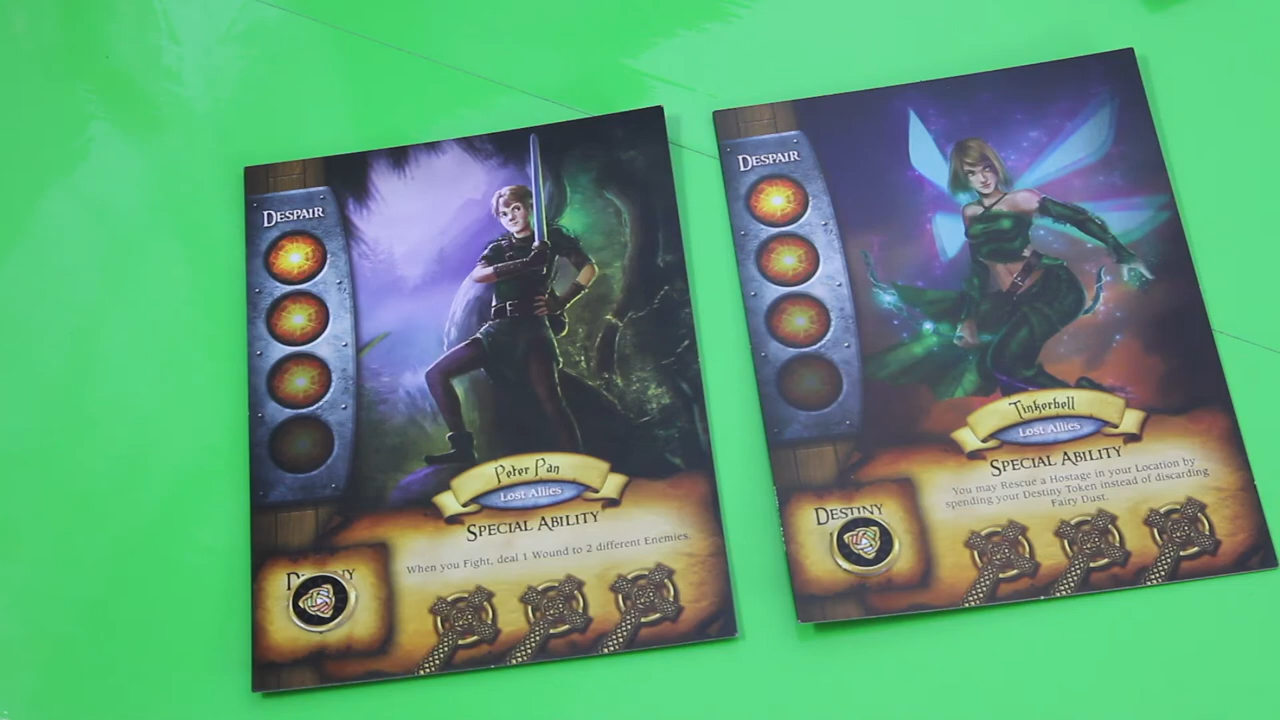 DESPAIR
Peter Pan
LOST ALLIES
SPECIAL ABILITY
When you Fight, deal 1 Wound to 2 different Enemies.
DESPAIR
Tinkerbell
LOST ALLIES
SPECIAL ABILITY
You may Rescue a Hostage in your Location by
spending your Destiny Token instead of discarding
Fairy Dust.
DESTINY